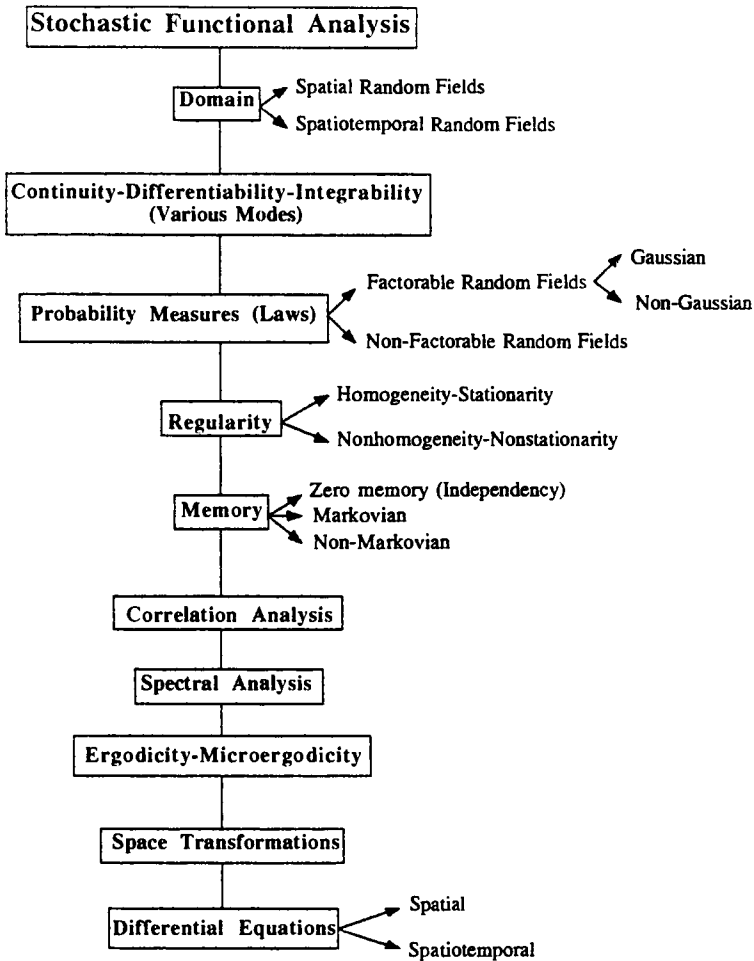 Stochastic Functional Analysis
Domain
Spatial Random Fields
Spatiotemporal Random Fields
Continuity-Differentiability-Integrability
(Various Modes)
Probability Measures (Laws)
Factorable Random Fields
Gaussian
Non-Gaussian
Non-Factorable Random Fields
Regularity
Homogeneity-Stationarity
Nonhomogeneity-Nonstationarity
Memory
Zero memory (Independency)
Markovian
Non-Markovian
Correlation Analysis
Spectral Analysis
Ergodicity-Microergodicity
Space Transformations
Differential Equations
Spatial
Spatiotemporal